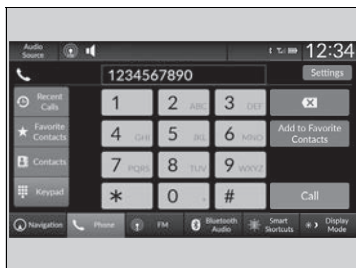 Audio Source
12:34
1234567890
Settings
Recent Calls
1
2 ABC
3 DEF
Favorite Contacts
4 GHI
5 JKL
6 MNO
Add to Favorite Contacts
Contacts
7 PQRS
8 TUV
9 WXYZ
Keypad
*
0
#
Call
Navigation
Phone
FM
Bluetooth Audio
Smart Shortcuts
Display Mode